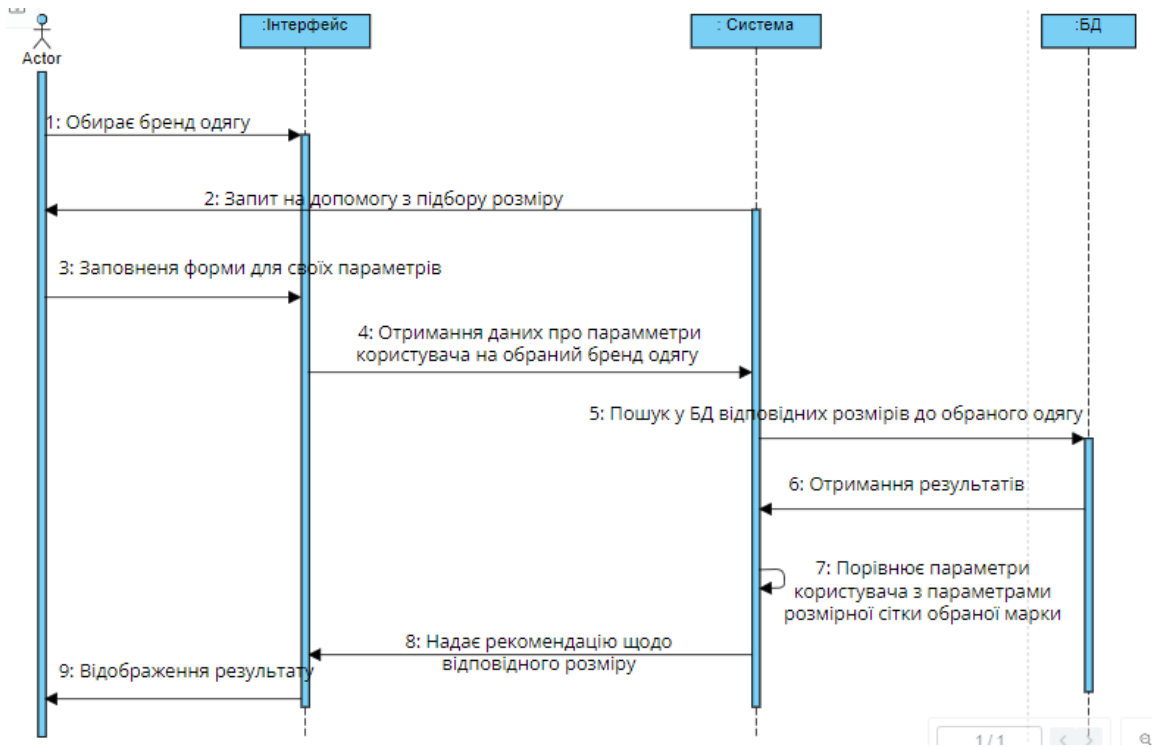 :Інтерфейс
: Система
:БД
Actor
1: Обирає бренд одягу
2: Запит на допомогу з підбору розміру
3: Заповненя форми для своїх параметрів
4: Отримання даних про парамметри
користувача на обраний бренд одягу
5: Пошук у БД відповідних розмірів до обраного одягу
6: Отримання результатів
7: Порівнює параметри
користувача з параметрами
розмірної сітки обраної марки
8: Надає рекомендацію щодо
відповідного розміру
9: Відображення результату
1 / 1